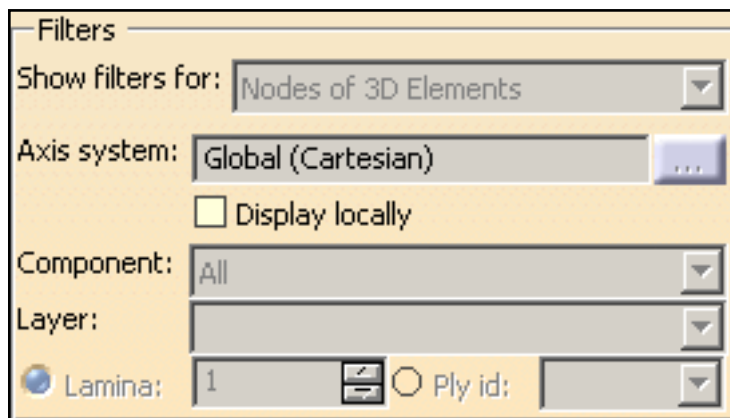 Filters
Show filters for: Nodes of 3D Elements
Axis system: Global (Cartesian) ...
Display locally
Component: All
Layer:
Lamina: 1 Ply id: